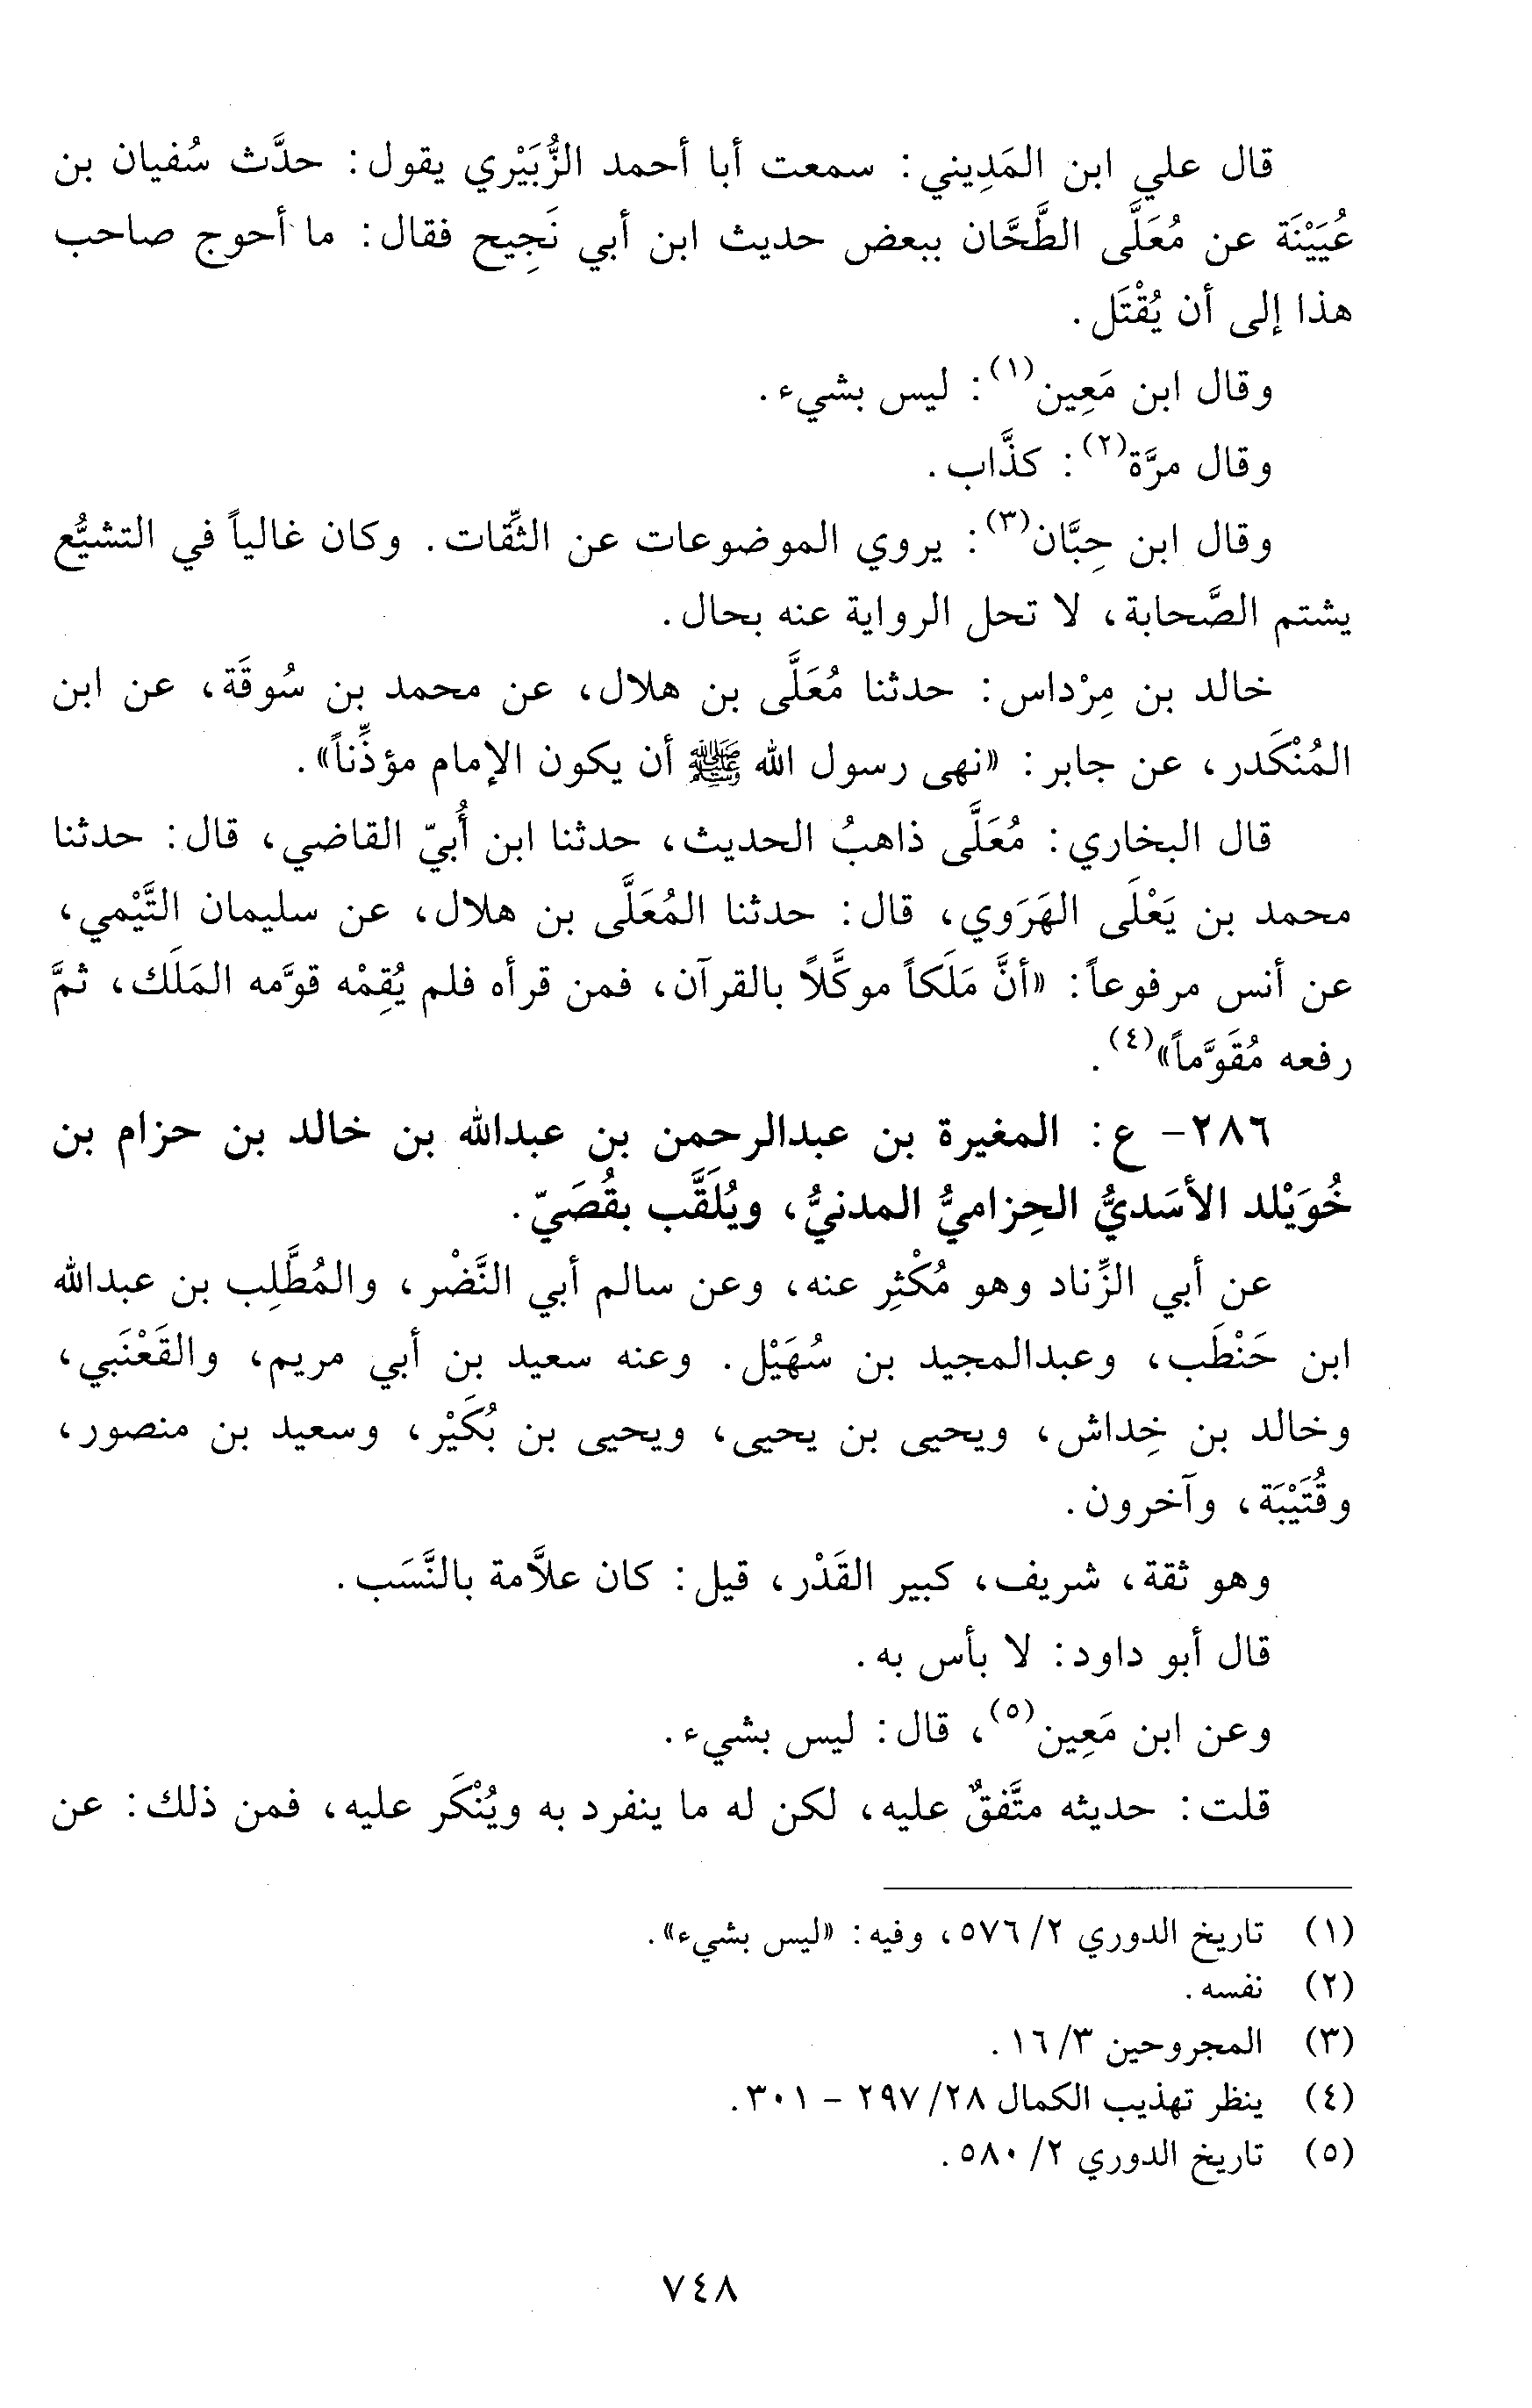 قال علي ابن المَدِيني: سمعت أبا أحمد الزُّبَيْري يقول: حدَّث سُفيان بن
عُيَيْنَة عن مُعَلَّى الطَّحَّان ببعض حديث ابن أبي نَجِيح فقال: ما أحوج صاحب
هذا إلى أن يُقْتَل.
وقال ابن مَعِين(١): ليس بشيء.
وقال مرَّة(٢): كذَّاب.
وقال ابن حِبَّان(٣): يروي الموضوعات عن الثِّقات. وكان غالياً في التشيُّع
يشتم الصَّحابة، لا تحل الرواية عنه بحال.
خالد بن مِرْداس: حدثنا مُعَلَّى بن هلال، عن محمد بن سُوقَة، عن ابن
المُنْكَدر، عن جابر: «نهى رسول الله ﷺ أن يكون الإمام مؤذِّناً».
قال البخاري: مُعَلَّى ذاهبُ الحديث، حدثنا ابن أُبيّ القاضي، قال: حدثنا
محمد بن يَعْلَى الهَرَوي، قال: حدثنا المُعَلَّى بن هلال، عن سليمان التَّيْمي،
عن أنس مرفوعاً: «أنَّ مَلَكاً موكَّلاً بالقرآن، فمن قرأه فلم يُقِمْه قوَّمه المَلَك، ثمَّ
رفعه مُقَوَّماً»(٤).
٢٨٦- ع: المغيرة بن عبدالرحمن بن عبدالله بن خالد بن حزام بن
خُوَيْلد الأسَديُّ الحِزاميُّ المدنيُّ، ويُلَقَّب بقُصَيّ.
عن أبي الزِّناد وهو مُكْثِر عنه، وعن سالم أبي النَّضْر، والمُطَّلِب بن عبدالله
ابن حَنْطَب، وعبدالمجيد بن سُهَيْل. وعنه سعيد بن أبي مريم، والقَعْنَبي،
وخالد بن خِداش، ويحيى بن يحيى، ويحيى بن بُكَيْر، وسعيد بن منصور،
وقُتَيْبَة، وآخرون.
وهو ثقة، شريف، كبير القَدْر، قيل: كان علاَّمة بالنَّسَب.
قال أبو داود: لا بأس به.
وعن ابن مَعِين(٥)، قال: ليس بشيء.
قلت: حديثه متَّفقٌ عليه، لكن له ما ينفرد به ويُنْكَر عليه، فمن ذلك: عن
(١) تاريخ الدوري ٢/ ٥٧٦، وفيه: «ليس بشيء».
(٢) نفسه.
(٣) المجروحين ٣/ ١٦.
(٤) ينظر تهذيب الكمال ٢٨/ ٢٩٧ - ٣٠١.
(٥) تاريخ الدوري ٢/ ٥٨٠.
٧٤٨